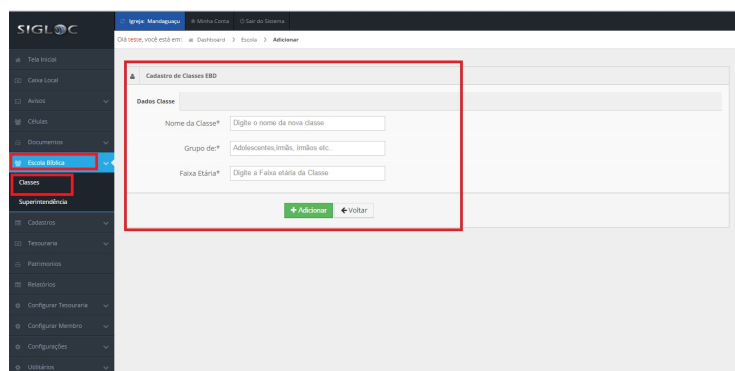 SIGLOC
Igreja: Mandaguaçu Minha Conta Sair do Sistema
Olá teste, você está em: Dashboard > Escola > Adicionar
Tela Inicial
Caixa Local
Avisos
Células
Documentos
Escola Bíblica
Classes
Superintendência
Cadastros
Tesouraria
Patrimonios
Relatórios
Configurar Tesouraria
Configurar Membro
Configurações
Utilitários
Cadastro de Classes EBD
Dados Classe
Nome da Classe* Digite o nome da nova classe
Grupo de:* Adolescentes,irmãs, irmãos etc..
Faixa Etária* Digite a Faixa etária da Classe
+ Adicionar Voltar